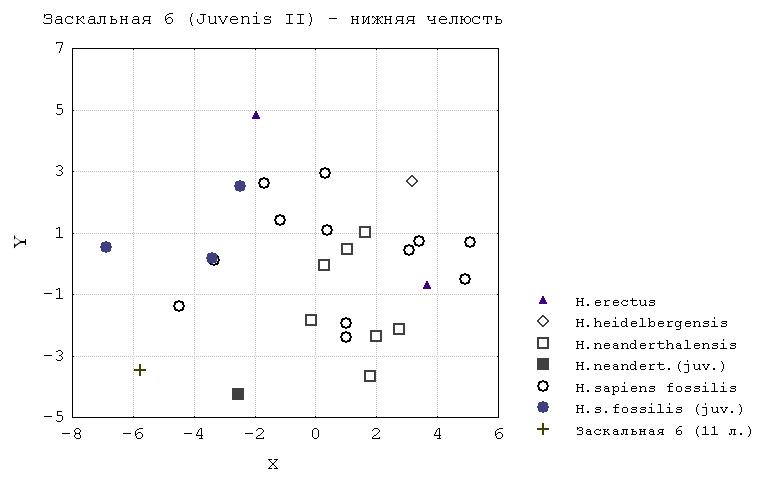 Заскальная 6 (Juvenis II) - нижняя челюсть
7
5
3
1
-1
-3
-5
Y
-8 -6 -4 -2 0 2 4 6
X
H.erectus
H.heidelbergensis
H.neanderthalensis
H.neandert.(juv.)
H.sapiens fossilis
H.s.fossilis (juv.)
Заскальная 6 (11 л.)